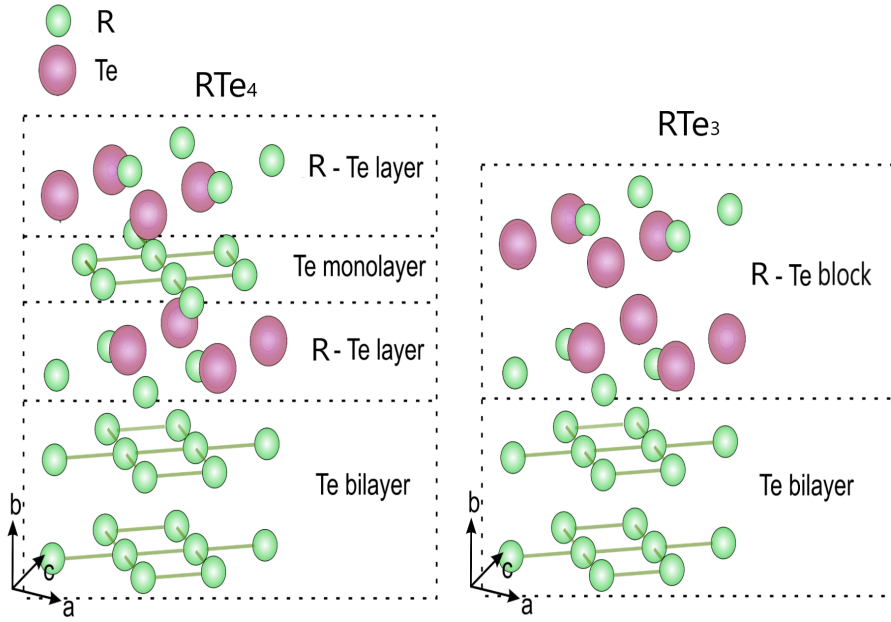 R
Te
RTe₄
R - Te layer
Te monolayer
R - Te layer
Te bilayer
b
c
a
RTe₃
R - Te block
Te bilayer
b
c
a